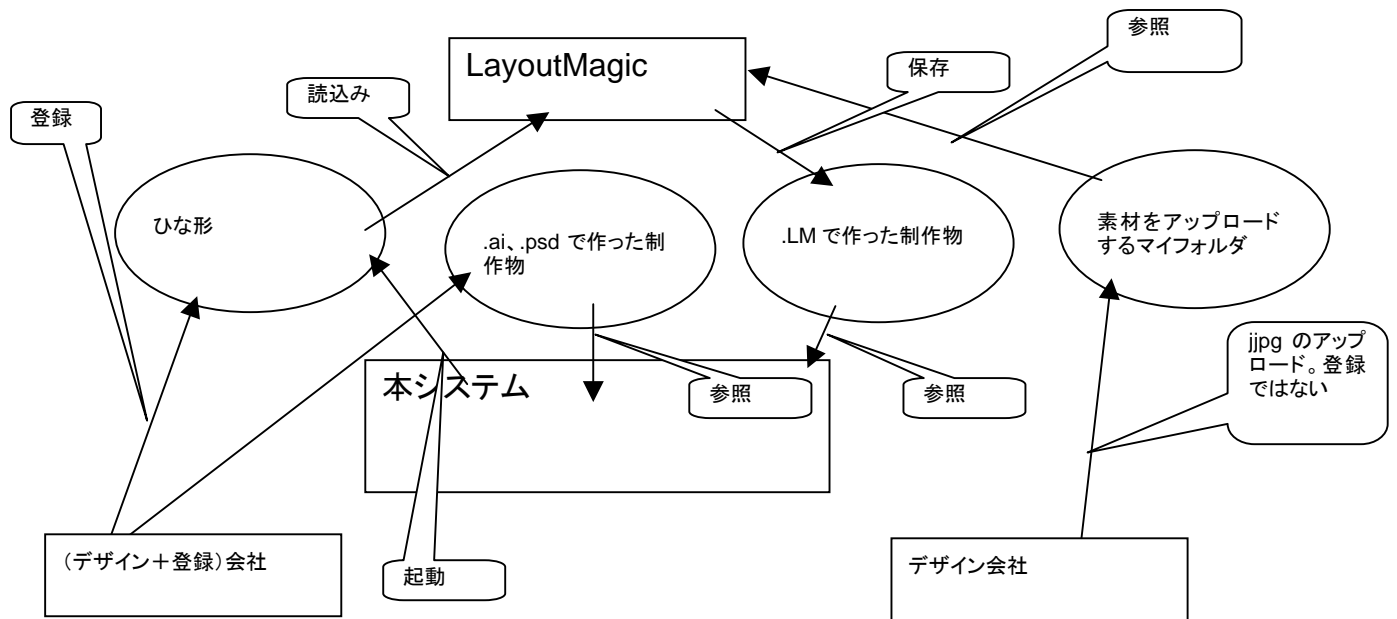 参照
LayoutMagic
保存
読込み
登録
ひな形
.ai、.psd で作った制
作物
.LM で作った制作物
素材をアップロード
するマイフォルダ
jjpg のアップ
ロード。登録
ではない
本システム
参照
参照
(デザイン+登録)会社
起動
デザイン会社